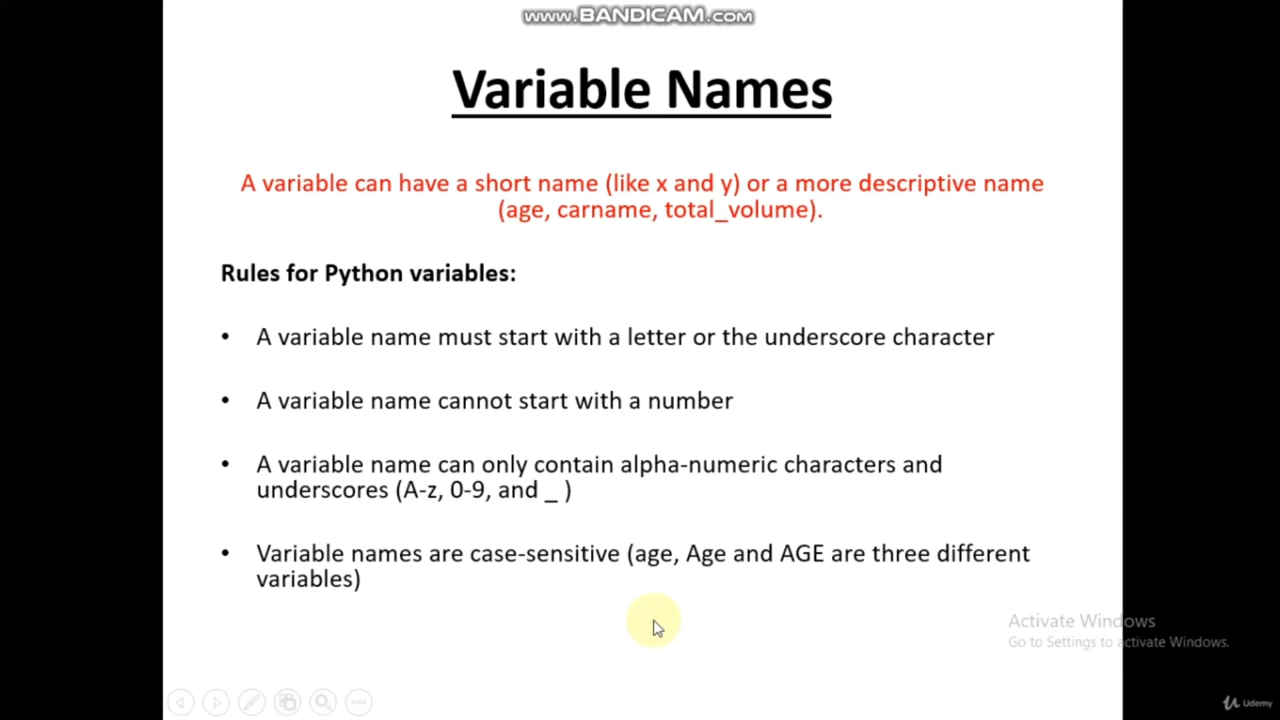 www.BANDICAM.com
Variable Names
A variable can have a short name (like x and y) or a more descriptive name
(age, carname, total_volume).
Rules for Python variables:
• A variable name must start with a letter or the underscore character
• A variable name cannot start with a number
• A variable name can only contain alpha-numeric characters and
underscores (A-z, 0-9, and _ )
• Variable names are case-sensitive (age, Age and AGE are three different
variables)
Activate Windows
Go to Settings to activate Windows.
Udemy